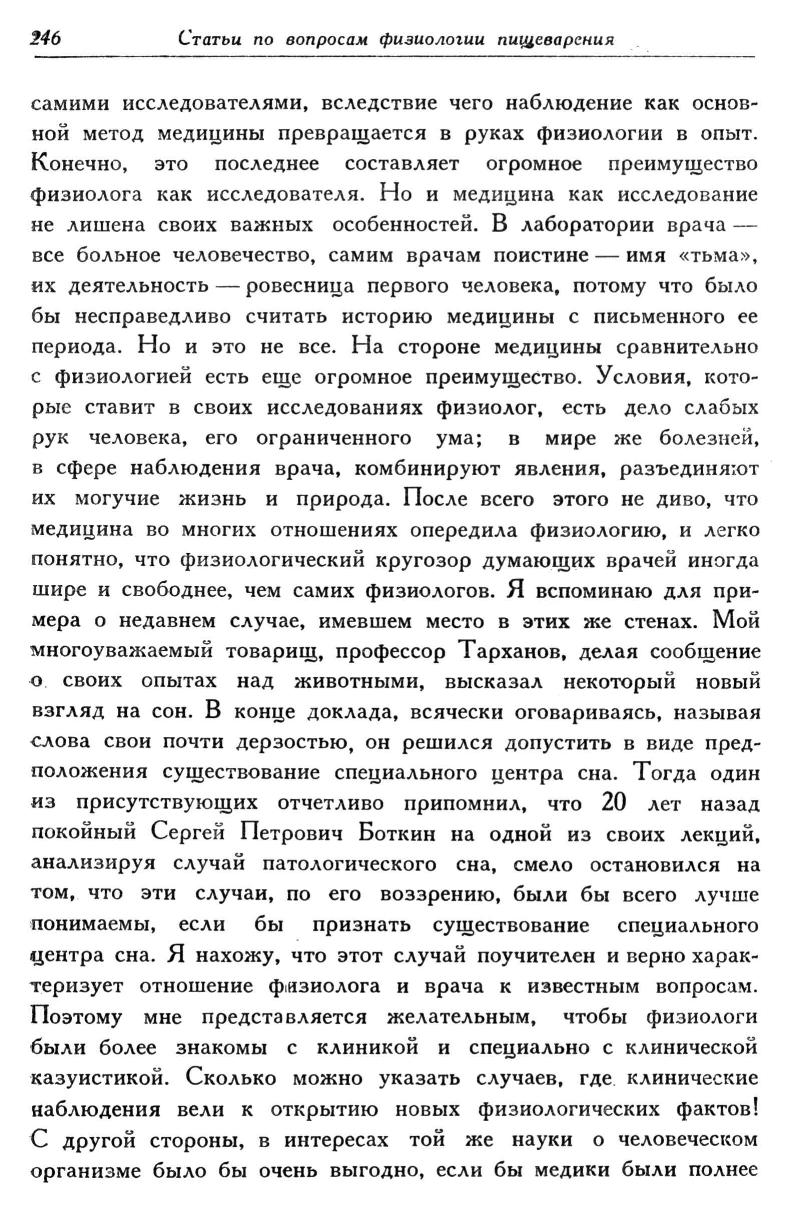 246 Статьи по вопросам физиологии пищеварения
самими исследователями, вследствие чего наблюдение как основ-
ной метод медицины превращается в руках физиологии в опыт.
Конечно, это последнее составляет огромное преимущество
физиолога как исследователя. Но и медицина как исследование
не лишена своих важных особенностей. В лаборатории врача —
все больное человечество, самим врачам поистине — имя «тьма»,
их деятельность — ровесница первого человека, потому что было
бы несправедливо считать историю медицины с письменного ее
периода. Но и это не все. На стороне медицины сравнительно
с физиологией есть еще огромное преимущество. Условия, кото-
рые ставит в своих исследованиях физиолог, есть дело слабых
рук человека, его ограниченного ума; в мире же болезней,
в сфере наблюдения врача, комбинируют явления, разъединяют
их могучие жизнь и природа. После всего этого не диво, что
медицина во многих отношениях опередила физиологию, и легко
понятно, что физиологический кругозор думающих врачей иногда
шире и свободнее, чем самих физиологов. Я вспоминаю для при-
мера о недавнем случае, имевшем место в этих же стенах. Мой
многоуважаемый товарищ, профессор Тарханов, делая сообщение
о своих опытах над животными, высказал некоторый новый
взгляд на сон. В конце доклада, всячески оговариваясь, называя
слова свои почти дерзостью, он решился допустить в виде пред-
положения существование специального центра сна. Тогда один
из присутствующих отчетливо припомнил, что 20 лет назад
покойный Сергей Петрович Боткин на одной из своих лекций,
анализируя случай патологического сна, смело остановился на
том, что эти случаи, по его воззрению, были бы всего лучше
понимаемы, если бы признать существование специального
центра сна. Я нахожу, что этот случай поучителен и верно харак-
теризует отношение физиолога и врача к известным вопросам.
Поэтому мне представляется желательным, чтобы физиологи
были более знакомы с клиникой и специально с клинической
казуистикой. Сколько можно указать случаев, где клинические
наблюдения вели к открытию новых физиологических фактов!
С другой стороны, в интересах той же науки о человеческом
организме было бы очень выгодно, если бы медики были полнее